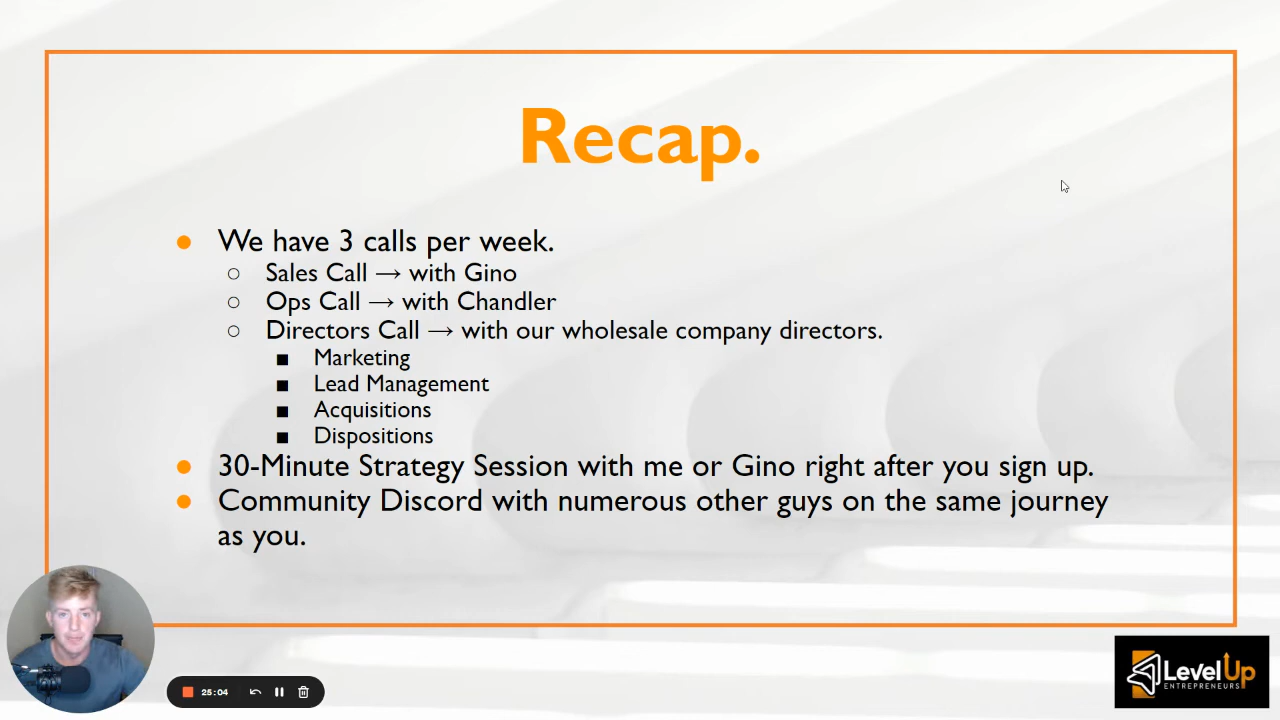 Recap.
● We have 3 calls per week.
○ Sales Call → with Gino
○ Ops Call → with Chandler
○ Directors Call → with our wholesale company directors.
■ Marketing
■ Lead Management
■ Acquisitions
■ Dispositions
● 30-Minute Strategy Session with me or Gino right after you sign up.
● Community Discord with numerous other guys on the same journey
as you.
25:04
Level Up
ENTREPRENEURS